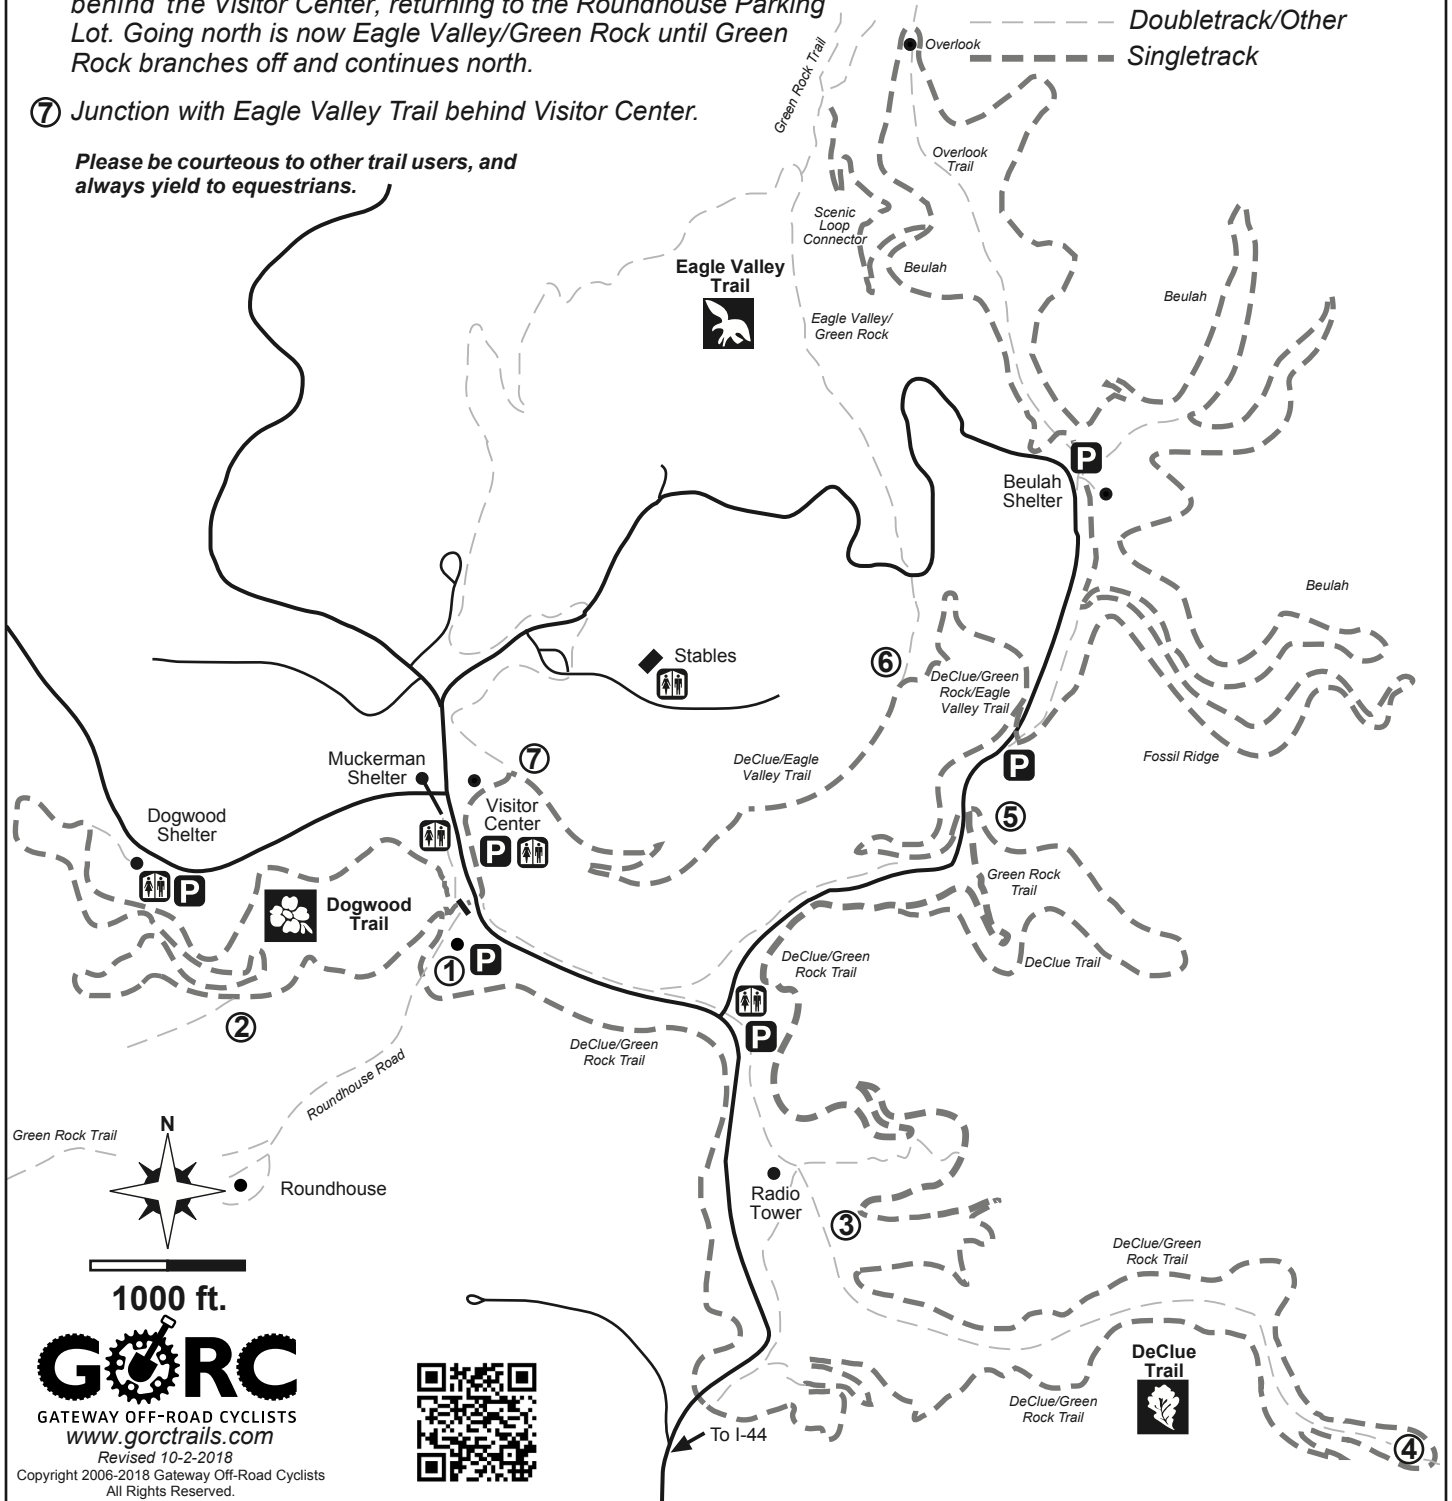 behind the Visitor Center, returning to the Roundhouse Parking
Lot. Going north is now Eagle Valley/Green Rock until Green
Rock branches off and continues north.
7 Junction with Eagle Valley Trail behind Visitor Center.
Please be courteous to other trail users, and
always yield to equestrians.
Doubletrack/Other
Singletrack
Overlook
Green Rock Trail
Overlook
Trail
Scenic
Loop
Connector
Beulah
Eagle Valley
Trail
Eagle Valley/
Green Rock
Beulah
P
Beulah
Shelter
Beulah
Stables
6
DeClue/Green
Rock/Eagle
Valley Trail
Muckerman
Shelter
7
DeClue/Eagle
Valley Trail
P
Fossil Ridge
Visitor
Center
P
Dogwood
Shelter
P
5
Green Rock
Trail
Dogwood
Trail
1
P
DeClue/Green
Rock Trail
DeClue Trail
2
P
DeClue/Green
Rock Trail
Roundhouse Road
Green Rock Trail
N
Roundhouse
Radio
Tower
3
DeClue/Green
Rock Trail
1000 ft.
DeClue
Trail
DeClue/Green
Rock Trail
4
To I-44
GORC
GATEWAY OFF-ROAD CYCLISTS
www.gorctrails.com
Revised 10-2-2018
Copyright 2006-2018 Gateway Off-Road Cyclists
All Rights Reserved.